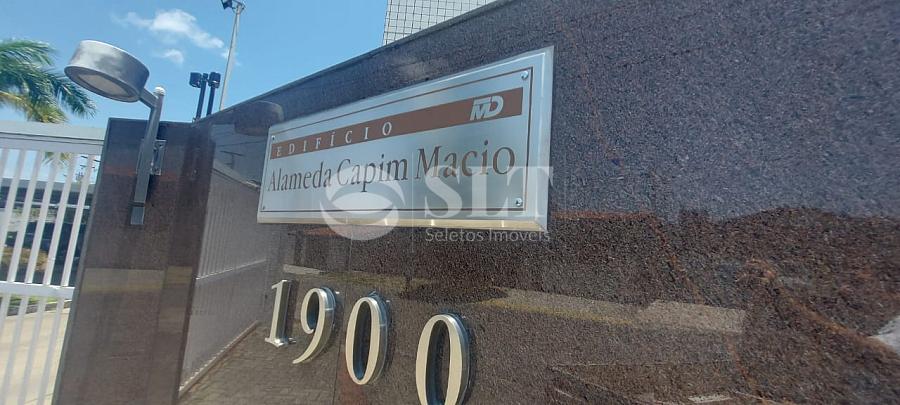 EDIFÍCIO MD
Alameda Capim Macio
SLT
Seletos Imóveis
1900